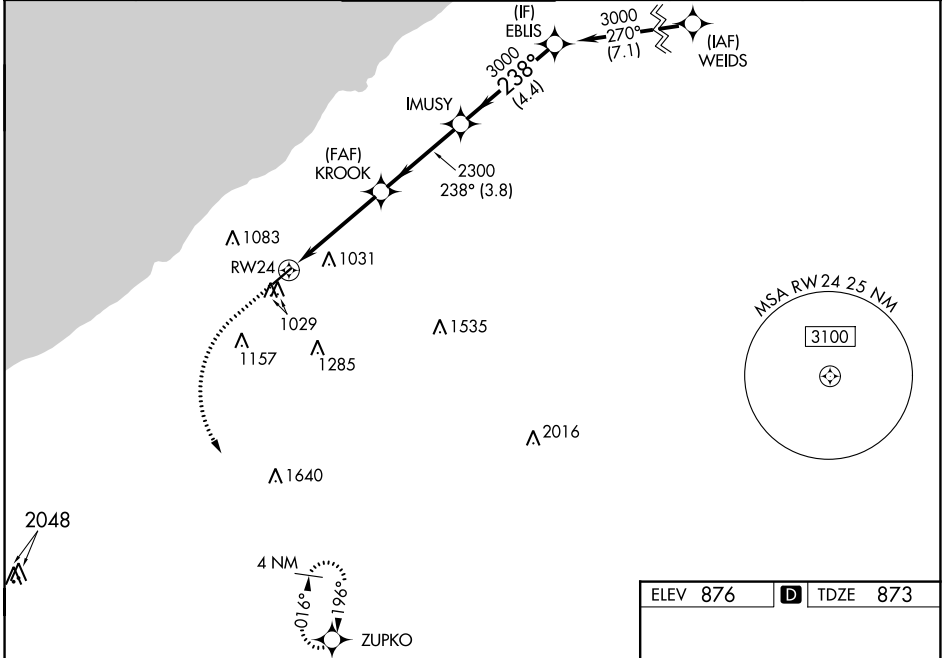 (IF)
EBLIS
3000
270°
(7.1)
(IAF)
WEIDS
3000
238°
(4.4)
IMUSY
(FAF)
KROOK
2300
238° (3.8)
1083
1031
RW24
1029
1157
1285
1535
MSA RW24 25 NM
3100
2016
1640
2048
4 NM
016°
196°
ZUPKO
ELEV 876 D TDZE 873